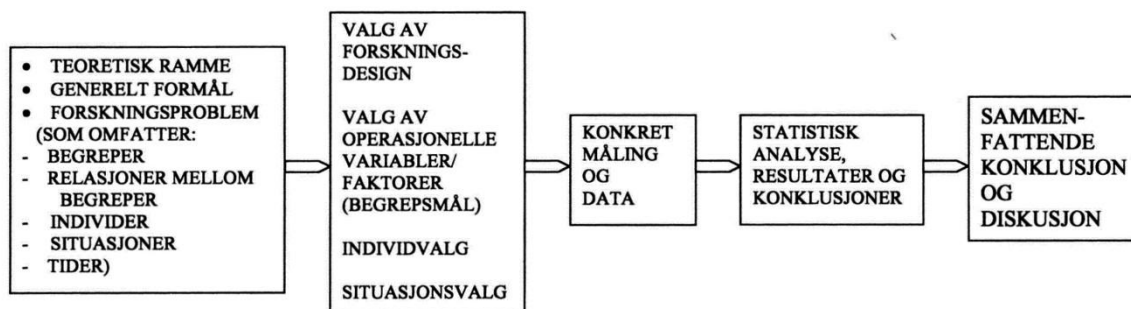 • TEORETISK RAMME
• GENERELT FORMÅL
• FORSKNINGSPROBLEM
(SOM OMFATTER:
- BEGREPER
- RELASJONER MELLOM
BEGREPER
- INDIVIDER
- SITUASJONER
- TIDER)
VALG AV
FORSKNINGS-
DESIGN
VALG AV
OPERASJONELLE
VARIABLER/
FAKTORER
(BEGREPSMÅL)
INDIVIDVALG
SITUASJONSVALG
KONKRET
MÅLING
OG
DATA
STATISTISK
ANALYSE,
RESULTATER OG
KONKLUSJONER
SAMMEN-
FATTENDE
KONKLUSJON
OG
DISKUSJON